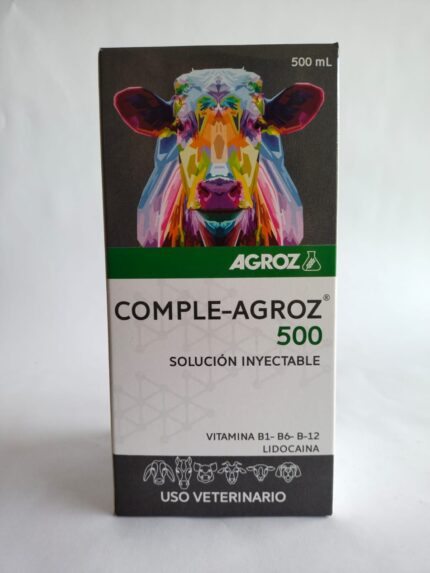 500 mL
AGROZ
COMPLE-AGROZ®
500
SOLUCIÓN INYECTABLE
VITAMINA B1- B6- B-12
LIDOCAINA
USO VETERINARIO